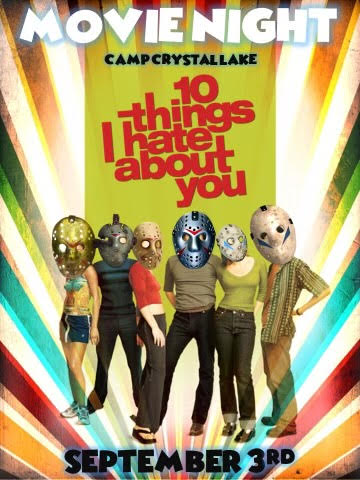 MOVIE NIGHT
CAMP CRYSTAL LAKE
10
things
I hate
about
you
SEPTEMBER 3RD